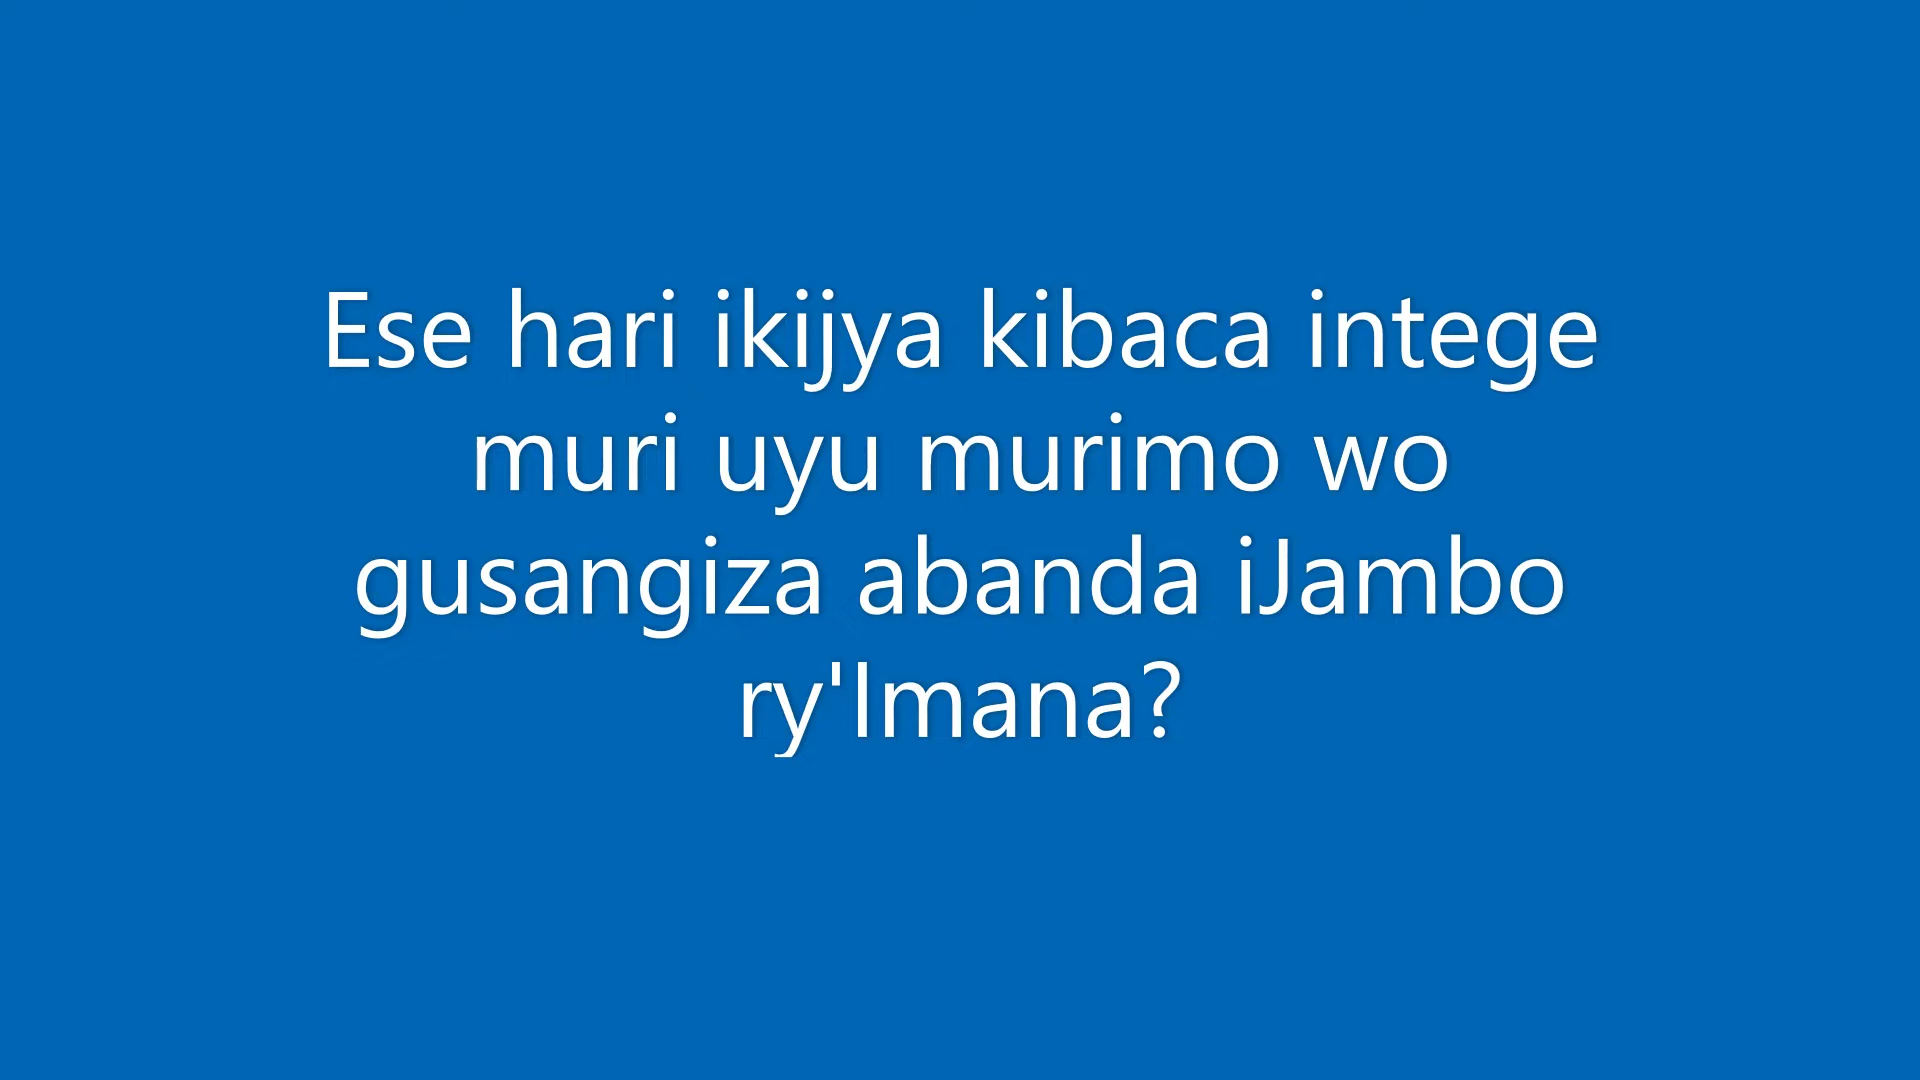 Ese hari ikijya kibaca intege
muri uyu murimo wo
gusangiza abanda iJambo
ry'Imana?